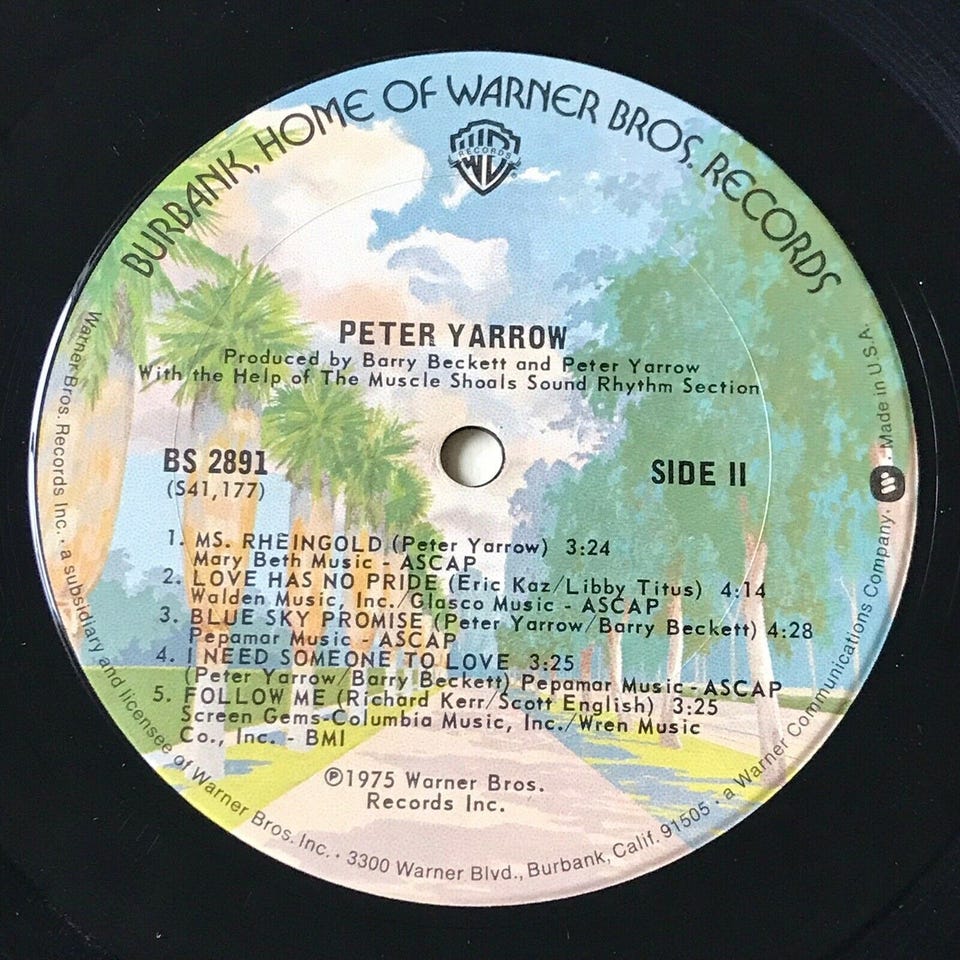 BURBANK, HOME OF WARNER BROS. RECORDS
RECORDS
PETER YARROW
Produced by Barry Beckett and Peter Yarrow
With the Help of The Muscle Shoals Sound Rhythm Section
BS 2891
(S41,177)
SIDE II
1. MS. RHEINGOLD (Peter Yarrow) 3:24
Mary Beth Music - ASCAP
2. LOVE HAS NO PRIDE (Eric Kaz/Libby Titus) 4:14
Walden Music, Inc./Glasco Music - ASCAP
3. BLUE SKY PROMISE (Peter Yarrow/Barry Beckett) 4:28
Pepamar Music - ASCAP
4. I NEED SOMEONE TO LOVE 3:25
(Peter Yarrow/Barry Beckett) Pepamar Music - ASCAP
5. FOLLOW ME (Richard Kerr/Scott English) 3:25
Screen Gems-Columbia Music, Inc./Wren Music
Co., Inc. - BMI
℗1975 Warner Bros.
Records Inc.
Warner Bros. Records Inc. · a subsidiary and licensee of Warner Bros. Inc. · 3300 Warner Blvd., Burbank, Calif. 91505 · a Warner Communications Company. · Made in U.S.A.